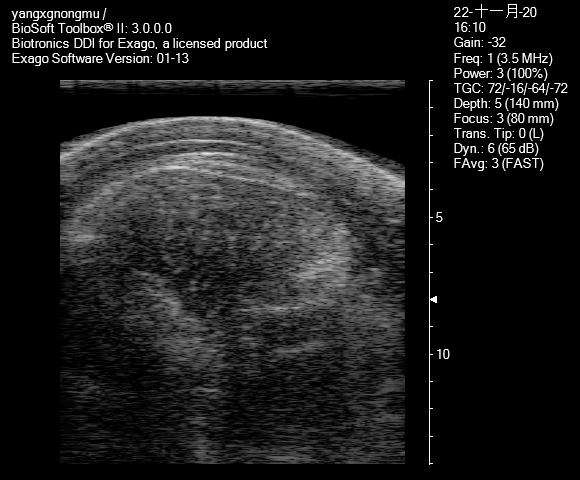 yangxgnongmu /
BioSoft Toolbox® II: 3.0.0.0
Biotronics DDI for Exago, a licensed product
Exago Software Version: 01-13
22-十一月-20
16:10
Gain: -32
Freq: 1 (3.5 MHz)
Power: 3 (100%)
TGC: 72/-16/-64/-72
Depth: 5 (140 mm)
Focus: 3 (80 mm)
Trans. Tip: 0 (L)
Dyn.: 6 (65 dB)
FAvg: 3 (FAST)
5
10